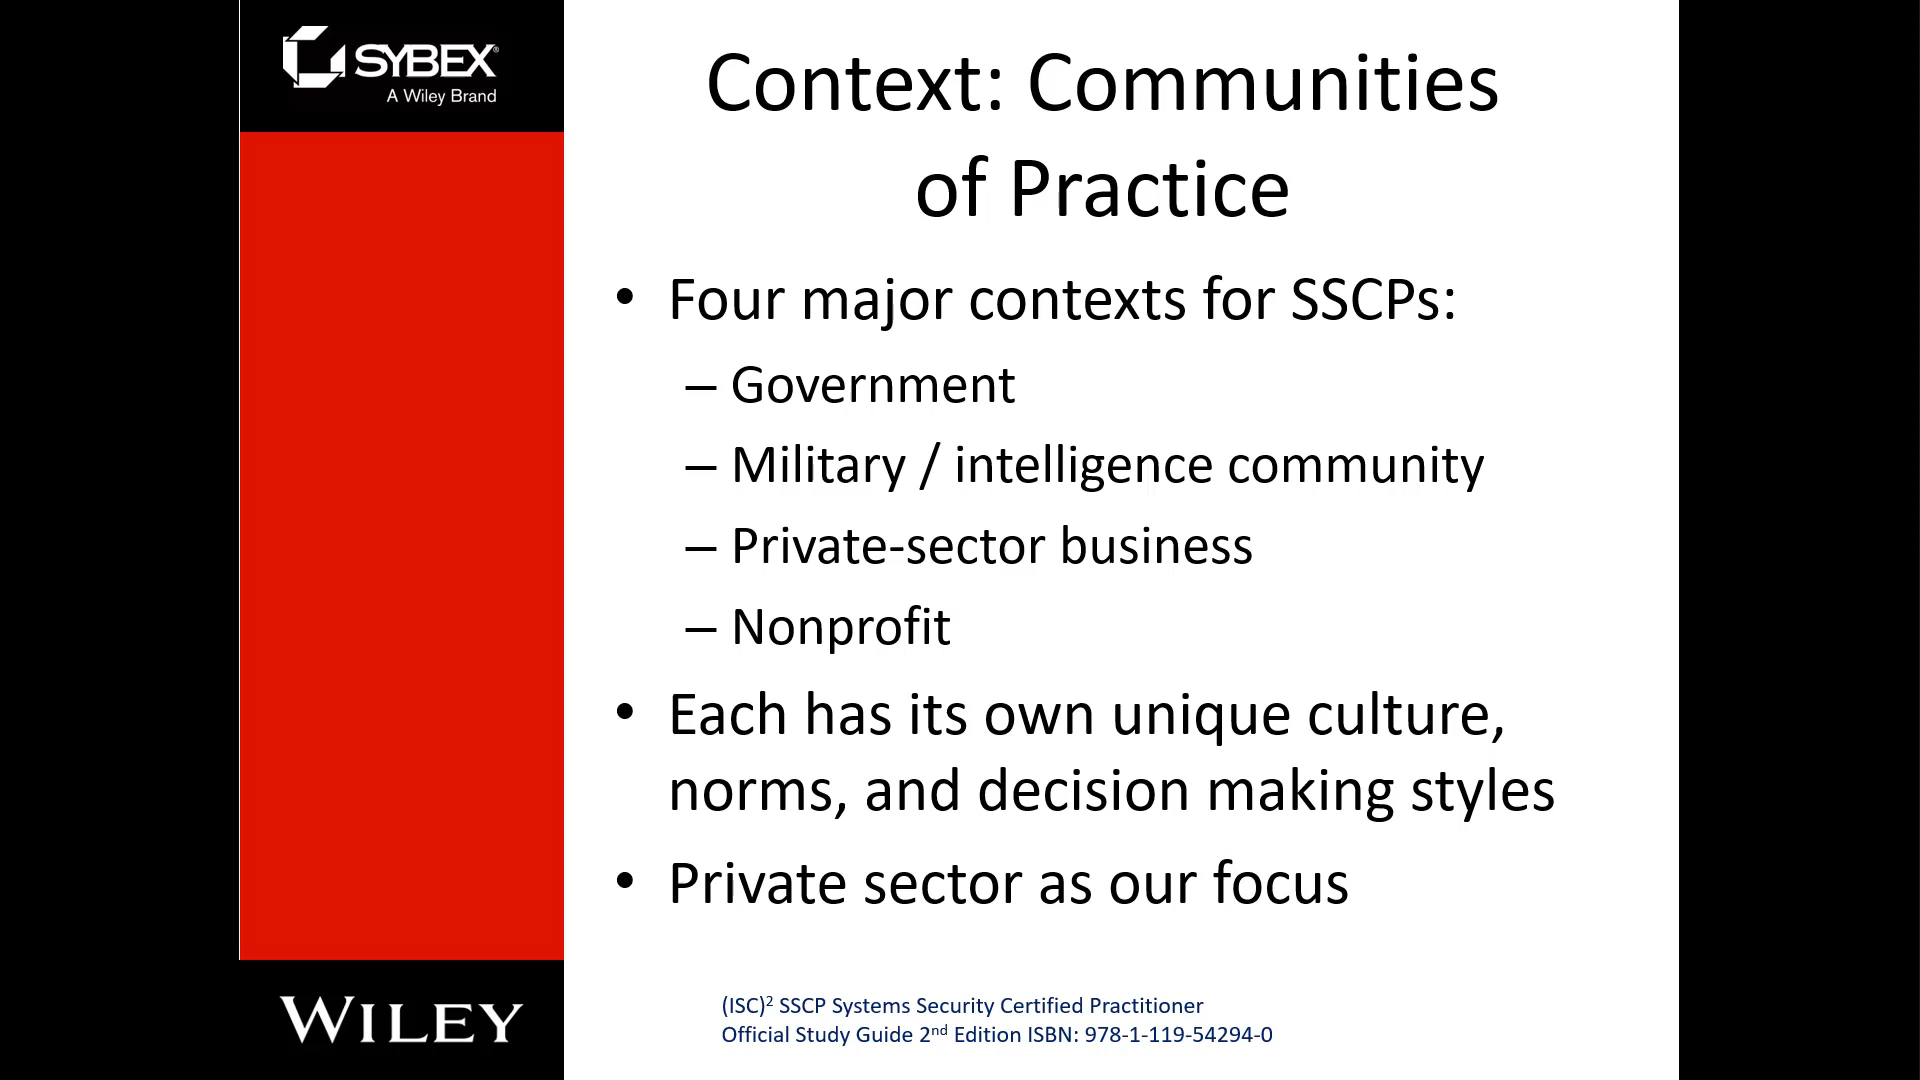 SYBEX®
A Wiley Brand
Context: Communities
of Practice
• Four major contexts for SSCPs:
– Government
– Military / intelligence community
– Private-sector business
– Nonprofit
• Each has its own unique culture,
norms, and decision making styles
• Private sector as our focus
WILEY
(ISC)² SSCP Systems Security Certified Practitioner
Official Study Guide 2nd Edition ISBN: 978-1-119-54294-0